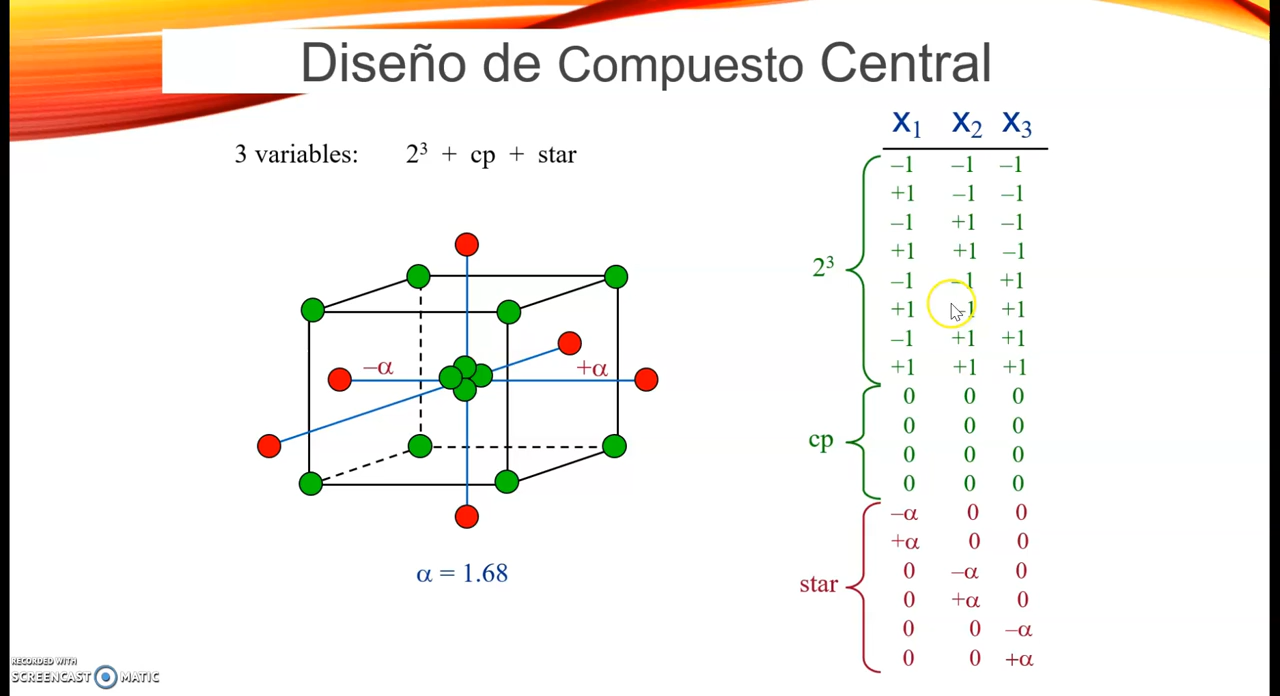 Diseño de Compuesto Central
3 variables: 2³ + cp + star
−α
+α
α = 1.68
x₁ x₂ x₃
2³
−1 −1 −1
+1 −1 −1
−1 +1 −1
+1 +1 −1
−1 −1 +1
+1 −1 +1
−1 +1 +1
+1 +1 +1
cp
0 0 0
0 0 0
0 0 0
0 0 0
star
−α 0 0
+α 0 0
0 −α 0
0 +α 0
0 0 −α
0 0 +α
RECORDED WITH
SCREENCAST MATIC